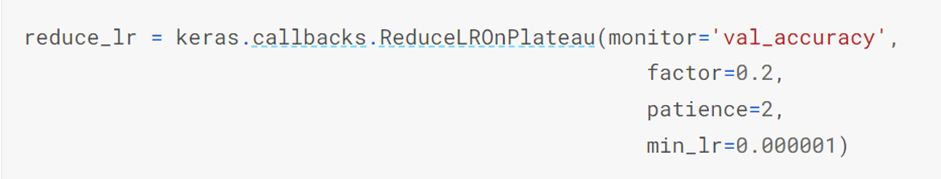 reduce_lr = keras.callbacks.ReduceLROnPlateau(monitor='val_accuracy',
factor=0.2,
patience=2,
min_lr=0.000001)